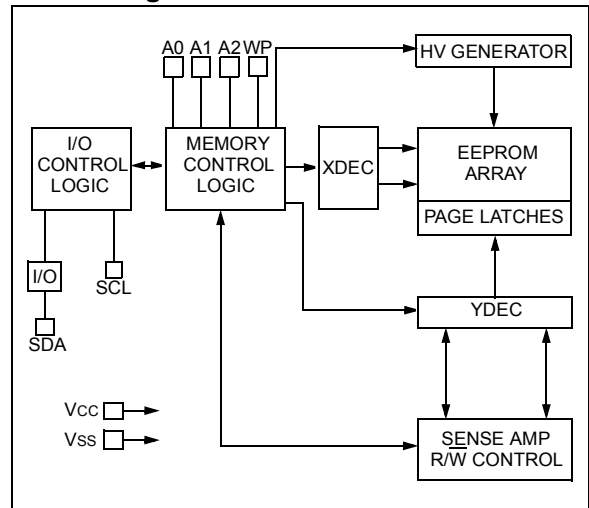 A0 A1 A2 WP
HV GENERATOR
I/O
CONTROL
LOGIC
MEMORY
CONTROL
LOGIC
XDEC
EEPROM
ARRAY
PAGE LATCHES
I/O
SCL
SDA
YDEC
VCC
VSS
SENSE AMP
R/W̅ CONTROL